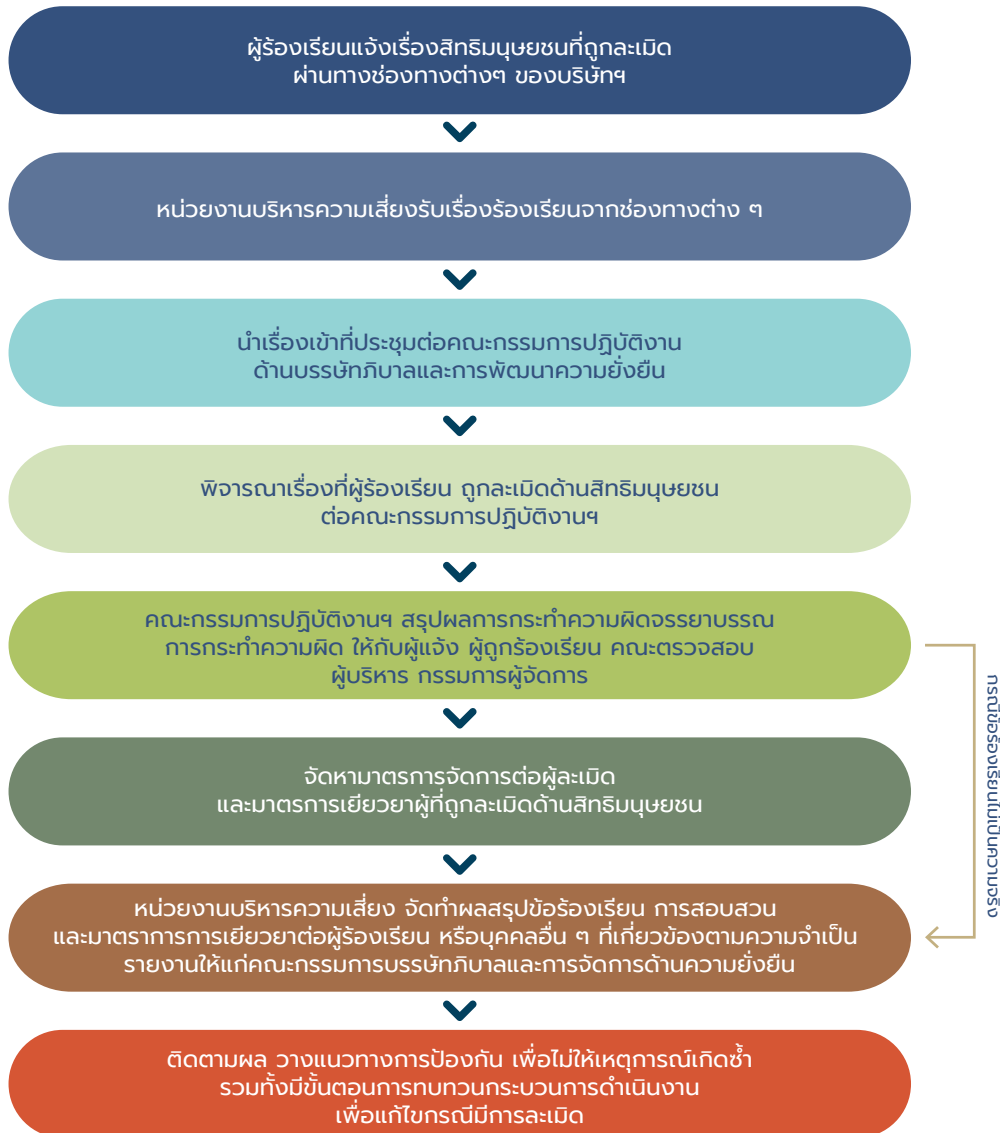 ผู้ร้องเรียนแจ้งเรื่องสิทธิมนุษยชนที่ถูกละเมิด
ผ่านทางช่องทางต่างๆ ของบริษัทฯ
หน่วยงานบริหารความเสี่ยงรับเรื่องร้องเรียนจากช่องทางต่าง ๆ
นำเรื่องเข้าที่ประชุมต่อคณะกรรมการปฏิบัติงาน
ด้านบรรษัทภิบาลและการพัฒนาความยั่งยืน
พิจารณาเรื่องที่ผู้ร้องเรียน ถูกละเมิดด้านสิทธิมนุษยชน
ต่อคณะกรรมการปฏิบัติงานฯ
คณะกรรมการปฏิบัติงานฯ สรุปผลการกระทำความผิดจรรยาบรรณ
การกระทำความผิด ให้กับผู้แจ้ง ผู้ถูกร้องเรียน คณะตรวจสอบ
ผู้บริหาร กรรมการผู้จัดการ
กรณีข้อร้องเรียนไม่เป็นความจริง
จัดหามาตรการจัดการต่อผู้ละเมิด
และมาตรการเยียวยาผู้ที่ถูกละเมิดด้านสิทธิมนุษยชน
หน่วยงานบริหารความเสี่ยง จัดทำผลสรุปข้อร้องเรียน การสอบสวน
และมาตราการการเยียวยาต่อผู้ร้องเรียน หรือบุคคลอื่น ๆ ที่เกี่ยวข้องตามความจำเป็น
รายงานให้แก่คณะกรรมการบรรษัทภิบาลและการจัดการด้านความยั่งยืน
ติดตามผล วางแนวทางการป้องกัน เพื่อไม่ให้เหตุการณ์เกิดซ้ำ
รวมทั้งมีขั้นตอนการทบทวนกระบวนการดำเนินงาน
เพื่อแก้ไขกรณีมีการละเมิด